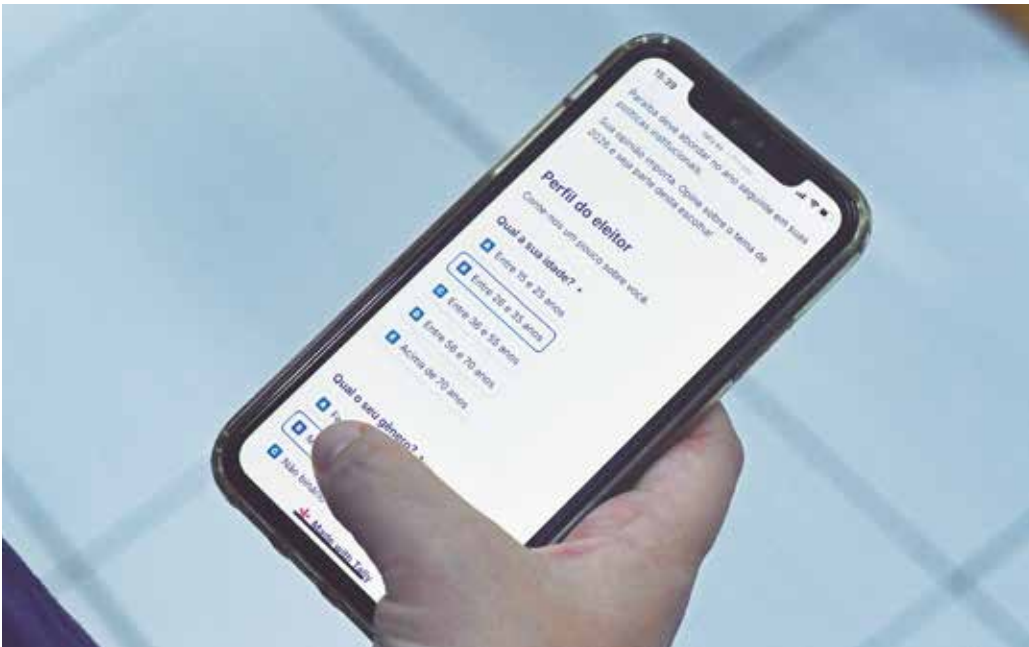 15:39
Paraíba deve abordar no ano seguinte em suas
políticas institucionais.
Sua opinião importa. Opine sobre o tema de
2026 e seja parte desta escolha!
Perfil do eleitor
Conte-nos um pouco sobre você.
Qual a sua idade? *
A Entre 15 e 25 anos
B Entre 26 e 35 anos
C Entre 36 e 55 anos
D Entre 56 e 70 anos
E Acima de 70 anos
Qual o seu gênero? *
A
B
C Não binário
Made with Tally